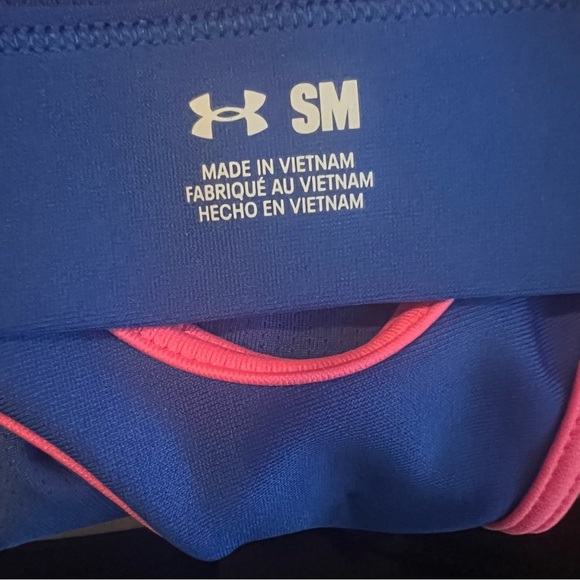 SM
MADE IN VIETNAM
FABRIQUÉ AU VIETNAM
HECHO EN VIETNAM